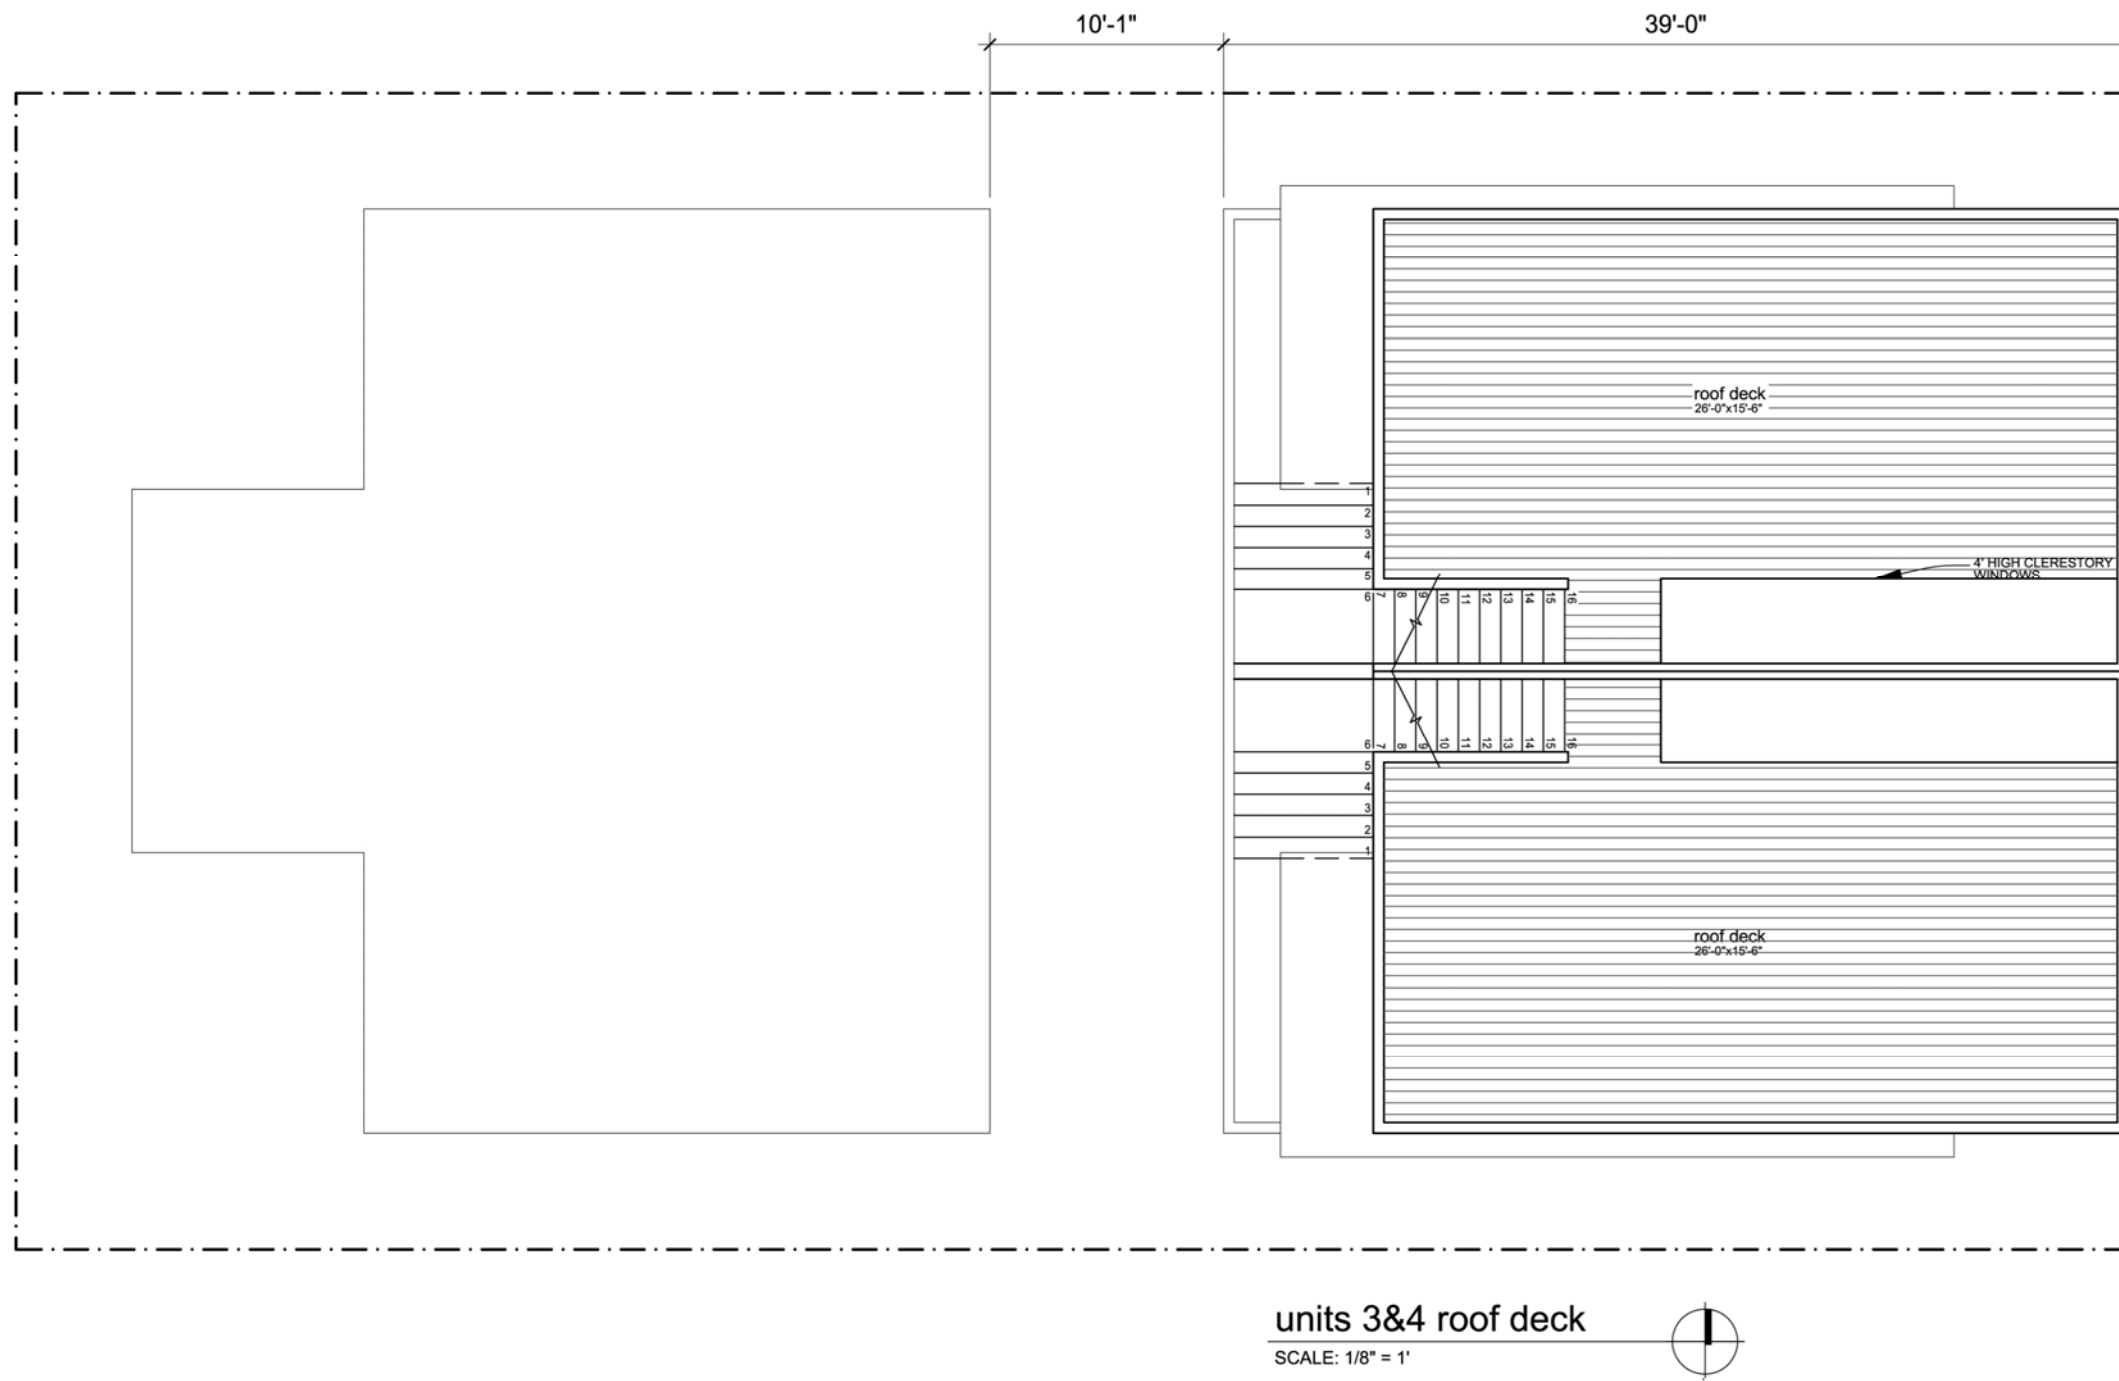 10'-1"
39'-0"
roof deck
26'-0"x15'-6"
4' HIGH CLERESTORY
WINDOWS
1
2
3
4
5
6 7 8 9 10 11 12 13 14 15 16
6 7 8 9 10 11 12 13 14 15 16
5
4
3
2
1
roof deck
26'-0"x15'-6"
units 3&4 roof deck
SCALE: 1/8" = 1'